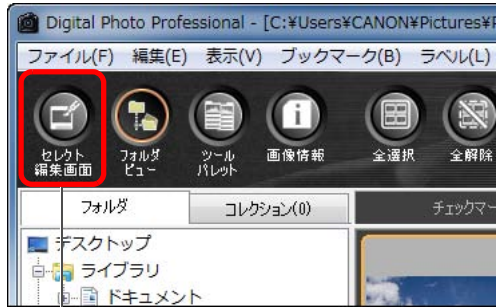 Digital Photo Professional - [C:¥Users¥CANON¥Pictures¥
ファイル(F) 編集(E) 表示(V) ブックマーク(B) ラベル(L)
セレクト
編集画面
フォルダ
ビュー
ツール
パレット
画像情報
全選択
全解除
フォルダ
コレクション(0)
チェックマー
デスクトップ
ライブラリ
ドキュメント